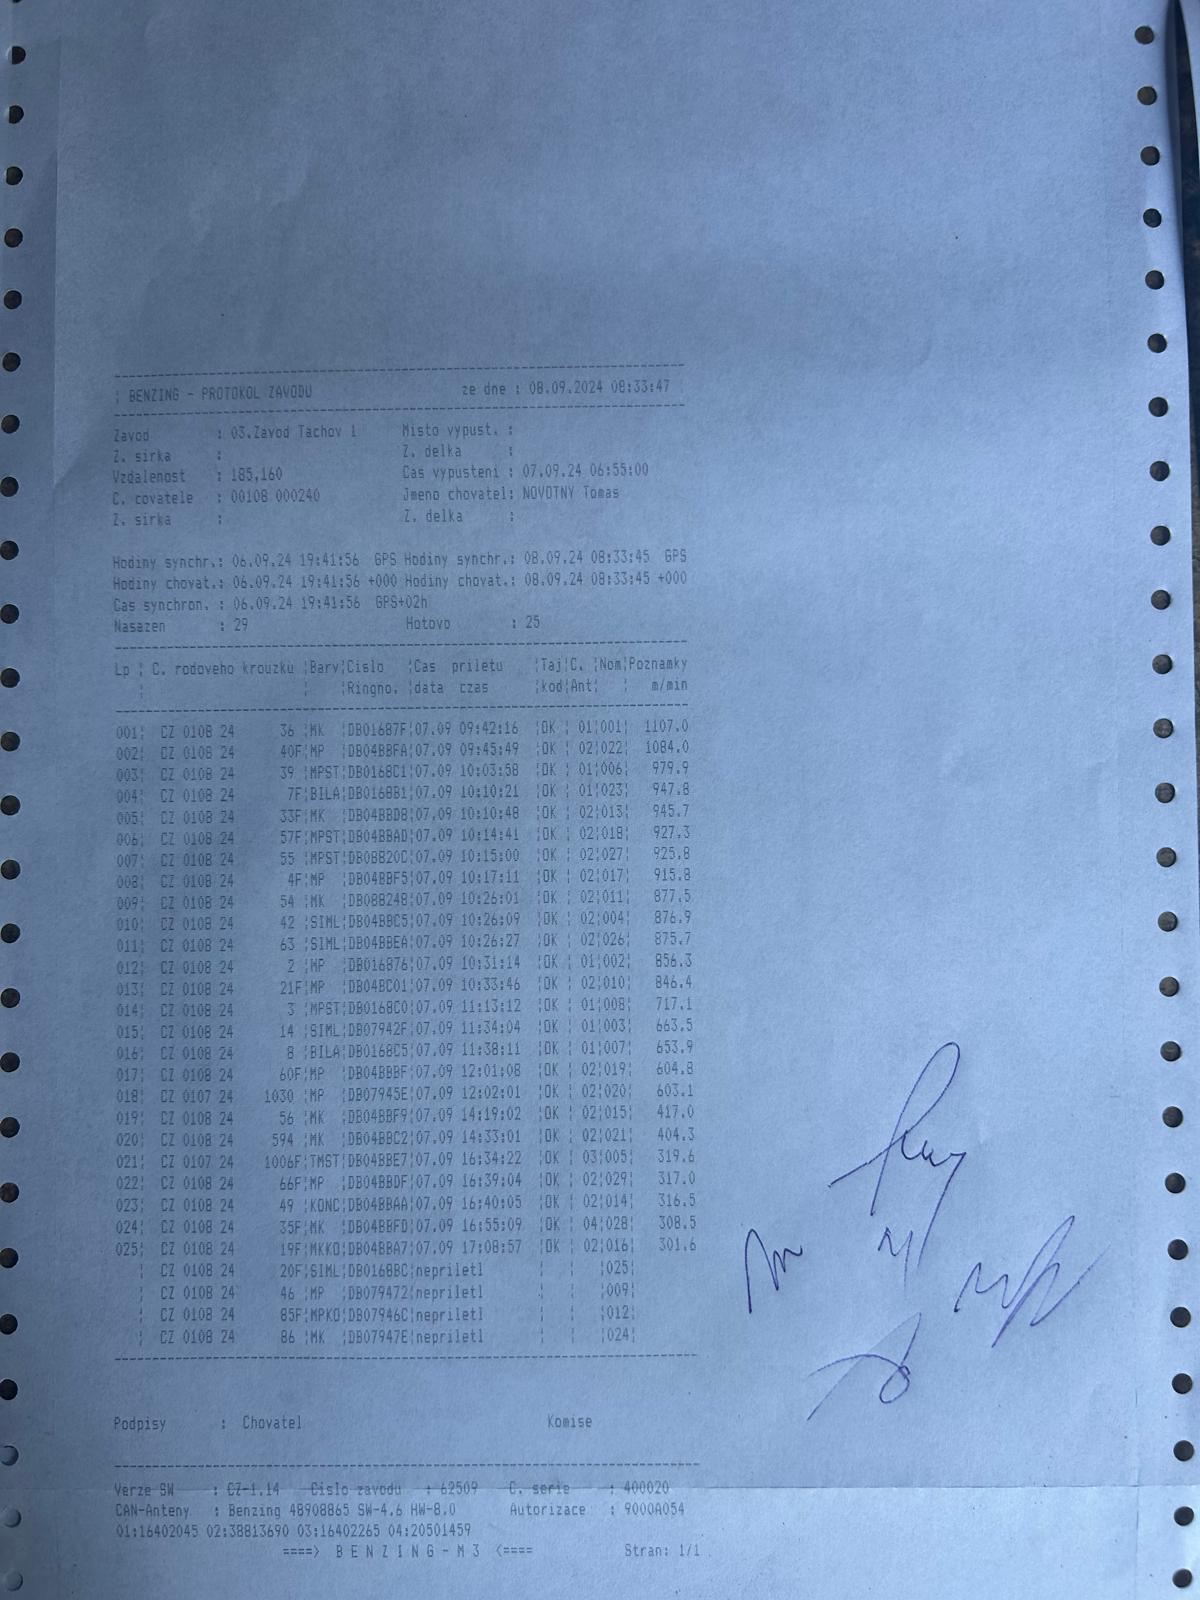 BENZING - PROTOKOL ZAVODU ze dne : 08.09.2024 08:33:47
Zavod : 03.Zavod Tachov 1 Misto vypust. :
Z. sirka : Z. delka :
Vzdalenost : 185,160 Cas vypusteni : 07.09.24 06:55:00
C. covatele : 00108 000240 Jmeno chovatel: NOVOTNY Tomas
Z. sirka : Z. delka :
Hodiny synchr.: 06.09.24 19:41:56 GPS Hodiny synchr.: 08.09.24 08:33:45 GPS
Hodiny chovat.: 06.09.24 19:41:56 +000 Hodiny chovat.: 08.09.24 08:33:45 +000
Cas synchron. : 06.09.24 19:41:56 GPS+02h
Nasazen : 29 Hotovo : 25
Lp ¦ C. rodoveho krouzku ¦Barv¦Cislo ¦Cas priletu ¦Taj¦C. ¦Nom¦Poznamky
¦ ¦ ¦Ringno. ¦data czas ¦kod¦Ant¦ ¦ m/min
001¦ CZ 0108 24 36 ¦MK ¦DB01687F¦07.09 09:42:16 ¦OK ¦ 01¦001¦ 1107.0
002¦ CZ 0108 24 40F¦MP ¦DB04BBFA¦07.09 09:45:49 ¦OK ¦ 02¦022¦ 1084.0
003¦ CZ 0108 24 39 ¦MPST¦DB0168C1¦07.09 10:03:58 ¦OK ¦ 01¦006¦ 979.9
004¦ CZ 0108 24 7F¦BILA¦DB0168B1¦07.09 10:10:21 ¦OK ¦ 01¦023¦ 947.8
005¦ CZ 0108 24 33F¦MK ¦DB04BBD8¦07.09 10:10:48 ¦OK ¦ 02¦013¦ 945.7
006¦ CZ 0108 24 57F¦MPST¦DB04BBAD¦07.09 10:14:41 ¦OK ¦ 02¦018¦ 927.3
007¦ CZ 0108 24 55 ¦MPST¦DB08820C¦07.09 10:15:00 ¦OK ¦ 02¦027¦ 925.8
008¦ CZ 0108 24 4F¦MP ¦DB04BBF5¦07.09 10:17:11 ¦OK ¦ 02¦017¦ 915.8
009¦ CZ 0108 24 54 ¦MK ¦DB088248¦07.09 10:26:01 ¦OK ¦ 02¦011¦ 877.5
010¦ CZ 0108 24 42 ¦SIML¦DB04BBC5¦07.09 10:26:09 ¦OK ¦ 02¦004¦ 876.9
011¦ CZ 0108 24 63 ¦SIML¦DB04BBEA¦07.09 10:26:27 ¦OK ¦ 02¦026¦ 875.7
012¦ CZ 0108 24 2 ¦MP ¦DB016876¦07.09 10:31:14 ¦OK ¦ 01¦002¦ 856.3
013¦ CZ 0108 24 21F¦MP ¦DB04BC01¦07.09 10:33:46 ¦OK ¦ 02¦010¦ 846.4
014¦ CZ 0108 24 3 ¦MPST¦DB0168C0¦07.09 11:13:12 ¦OK ¦ 01¦008¦ 717.1
015¦ CZ 0108 24 14 ¦SIML¦DB07942F¦07.09 11:34:04 ¦OK ¦ 01¦003¦ 663.5
016¦ CZ 0108 24 8 ¦BILA¦DB0168C5¦07.09 11:38:11 ¦OK ¦ 01¦007¦ 653.9
017¦ CZ 0108 24 60F¦MP ¦DB04BBBF¦07.09 12:01:08 ¦OK ¦ 02¦019¦ 604.8
018¦ CZ 0107 24 1030 ¦MP ¦DB07945E¦07.09 12:02:01 ¦OK ¦ 02¦020¦ 603.1
019¦ CZ 0108 24 56 ¦MK ¦DB04BBF9¦07.09 14:19:02 ¦OK ¦ 02¦015¦ 417.0
020¦ CZ 0108 24 594 ¦MK ¦DB04BBC2¦07.09 14:33:01 ¦OK ¦ 02¦021¦ 404.3
021¦ CZ 0107 24 1006F¦TMST¦DB04BBE7¦07.09 16:34:22 ¦OK ¦ 03¦005¦ 319.6
022¦ CZ 0108 24 66F¦MP ¦DB04BBDF¦07.09 16:39:04 ¦OK ¦ 02¦029¦ 317.0
023¦ CZ 0108 24 49 ¦KONC¦DB04BBAA¦07.09 16:40:05 ¦OK ¦ 02¦014¦ 316.5
024¦ CZ 0108 24 35F¦MK ¦DB04BBFD¦07.09 16:55:09 ¦OK ¦ 04¦028¦ 308.5
025¦ CZ 0108 24 19F¦MKKO¦DB04BBA7¦07.09 17:08:57 ¦OK ¦ 02¦016¦ 301.6
¦ CZ 0108 24 20F¦SIML¦DB0168BC¦nepriletl ¦ ¦ ¦025¦
¦ CZ 0108 24 46 ¦MP ¦DB079472¦nepriletl ¦ ¦ ¦009¦
¦ CZ 0108 24 85F¦MPKO¦DB07946C¦nepriletl ¦ ¦ ¦012¦
¦ CZ 0108 24 86 ¦MK ¦DB07947E¦nepriletl ¦ ¦ ¦024¦
Podpisy : Chovatel Komise
Verze SW : CZ-1.14 Cislo zavodu : 62509 C. serie : 400020
CAN-Anteny : Benzing 48908865 SW-4.6 HW-8.0 Autorizace : 9000A054
01:16402045 02:38813690 03:16402265 04:20501459
====> B E N Z I N G - M 3 <==== Stran: 1/1